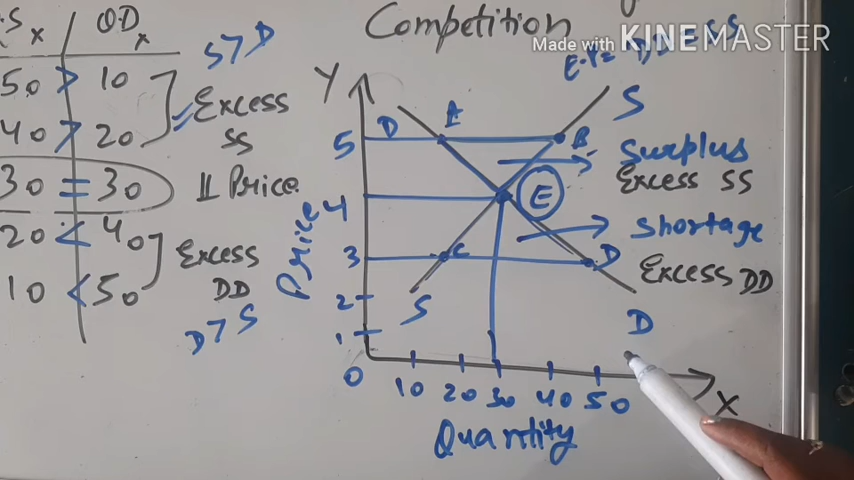 Competition
Made with KINEMASTER
S QD
x x
S > D
50 > 10
40 > 20
Excess
SS
30 = 30
Price
20 < 40
10 < 50
Excess
DD
D > S
Y
S
D A
5
B
Surplus
Excess SS
4
E
Shortage
Price
3
C
D
Excess DD
2
S
D
1
0
10 20 30 40 50
X
Quantity